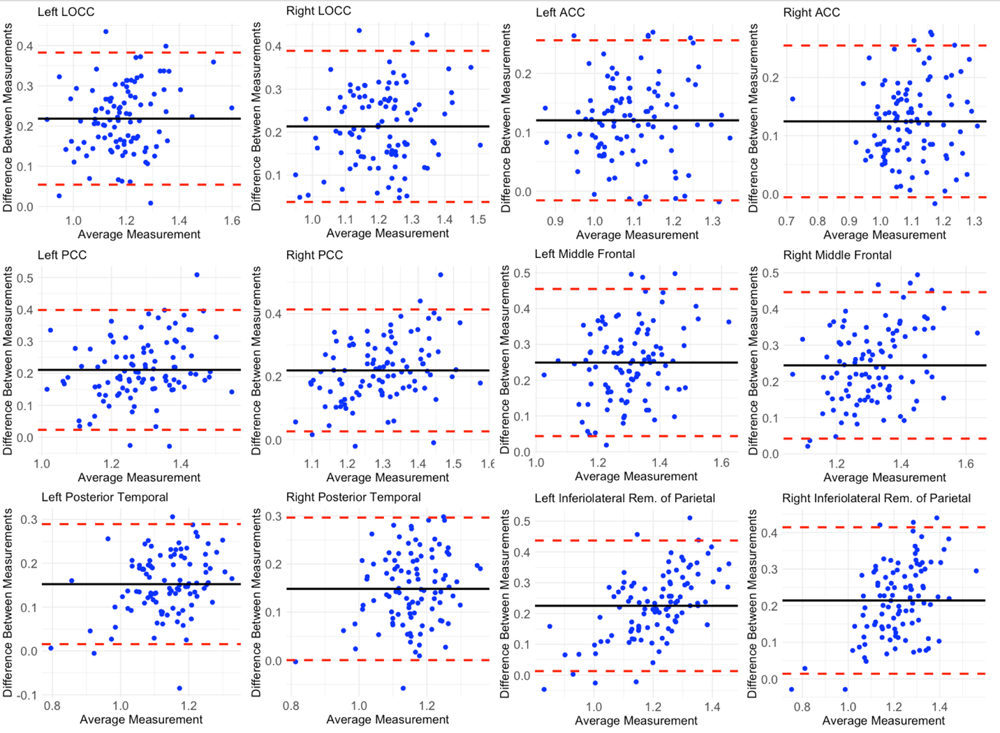 Left LOCC
Difference Between Measurements
0.4
0.3
0.2
0.1
0.0
1.0 1.2 1.4 1.6
Average Measurement
Right LOCC
Difference Between Measurements
0.4
0.3
0.2
0.1
1.0 1.1 1.2 1.3 1.4 1.5
Average Measurement
Left ACC
Difference Between Measurements
0.2
0.1
0.0
0.9 1.0 1.1 1.2 1.3
Average Measurement
Right ACC
Difference Between Measurements
0.2
0.1
0.0
0.7 0.8 0.9 1.0 1.1 1.2 1.3
Average Measurement
Left PCC
Difference Between Measurements
0.5
0.4
0.3
0.2
0.1
0.0
1.0 1.2 1.4
Average Measurement
Right PCC
Difference Between Measurements
0.4
0.2
0.0
1.1 1.2 1.3 1.4 1.5 1.6
Average Measurement
Left Middle Frontal
Difference Between Measurements
0.5
0.4
0.3
0.2
0.1
0.0
1.0 1.2 1.4 1.6
Average Measurement
Right Middle Frontal
Difference Between Measurements
0.5
0.4
0.3
0.2
0.1
0.0
1.2 1.4 1.6
Average Measurement
Left Posterior Temporal
Difference Between Measurements
0.3
0.2
0.1
0.0
-0.1
0.8 1.0 1.2
Average Measurement
Right Posterior Temporal
Difference Between Measurements
0.3
0.2
0.1
0.0
0.8 1.0 1.2
Average Measurement
Left Inferiolateral Rem. of Parietal
Difference Between Measurements
0.5
0.4
0.3
0.2
0.1
0.0
1.0 1.2 1.4
Average Measurement
Right Inferiolateral Rem. of Parietal
Difference Between Measurements
0.4
0.3
0.2
0.1
0.0
0.8 1.0 1.2 1.4
Average Measurement